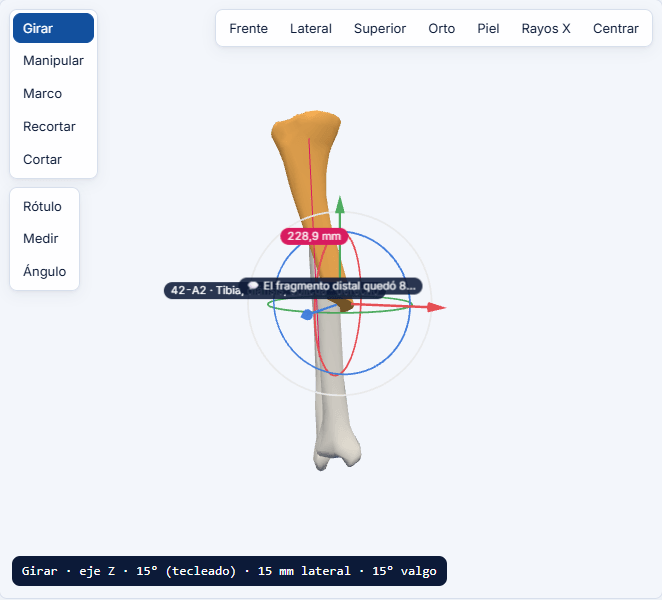 Girar
Manipular
Marco
Recortar
Cortar
Rótulo
Medir
Ángulo
Frente Lateral Superior Orto Piel Rayos X Centrar
228,9 mm
💬 El fragmento distal quedó 8...
42-A2 · Tibia,
Girar · eje Z · 15° (tecleado) · 15 mm lateral · 15° valgo